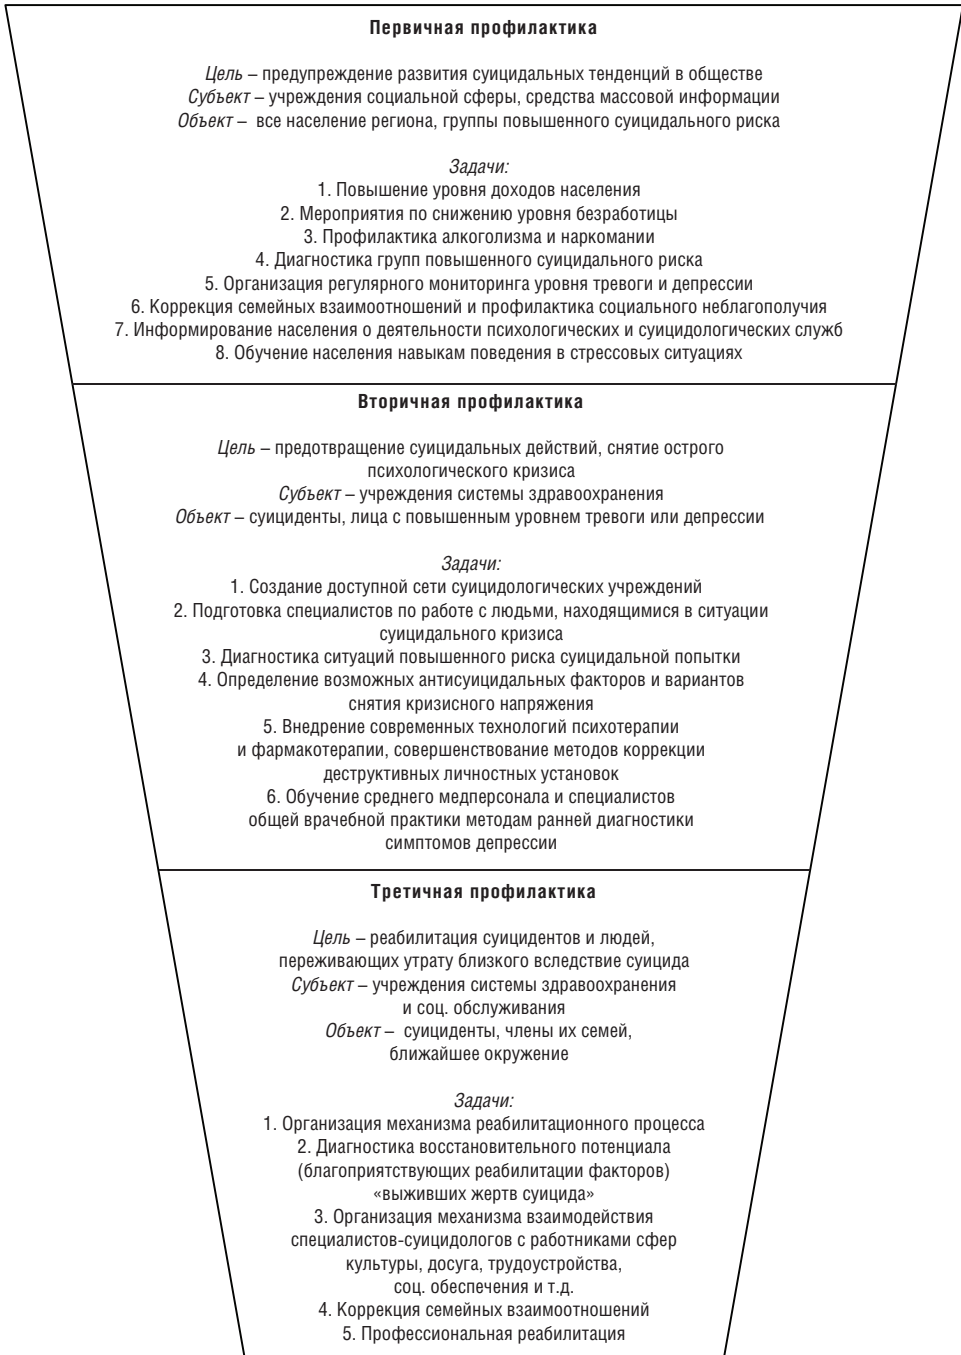 Первичная профилактика
Цель – предупреждение развития суицидальных тенденций в обществе
Субъект – учреждения социальной сферы, средства массовой информации
Объект – все население региона, группы повышенного суицидального риска
Задачи:
1. Повышение уровня доходов населения
2. Мероприятия по снижению уровня безработицы
3. Профилактика алкоголизма и наркомании
4. Диагностика групп повышенного суицидального риска
5. Организация регулярного мониторинга уровня тревоги и депрессии
6. Коррекция семейных взаимоотношений и профилактика социального неблагополучия
7. Информирование населения о деятельности психологических и суицидологических служб
8. Обучение населения навыкам поведения в стрессовых ситуациях
Вторичная профилактика
Цель – предотвращение суицидальных действий, снятие острого
психологического кризиса
Субъект – учреждения системы здравоохранения
Объект – суициденты, лица с повышенным уровнем тревоги или депрессии
Задачи:
1. Создание доступной сети суицидологических учреждений
2. Подготовка специалистов по работе с людьми, находящимися в ситуации
суицидального кризиса
3. Диагностика ситуаций повышенного риска суицидальной попытки
4. Определение возможных антисуицидальных факторов и вариантов
снятия кризисного напряжения
5. Внедрение современных технологий психотерапии
и фармакотерапии, совершенствование методов коррекции
деструктивных личностных установок
6. Обучение среднего медперсонала и специалистов
общей врачебной практики методам ранней диагностики
симптомов депрессии
Третичная профилактика
Цель – реабилитация суицидентов и людей,
переживающих утрату близкого вследствие суицида
Субъект – учреждения системы здравоохранения
и соц. обслуживания
Объект – суициденты, члены их семей,
ближайшее окружение
Задачи:
1. Организация механизма реабилитационного процесса
2. Диагностика восстановительного потенциала
(благоприятствующих реабилитации факторов)
«выживших жертв суицида»
3. Организация механизма взаимодействия
специалистов-суицидологов с работниками сфер
культуры, досуга, трудоустройства,
соц. обеспечения и т.д.
4. Коррекция семейных взаимоотношений
5. Профессиональная реабилитация